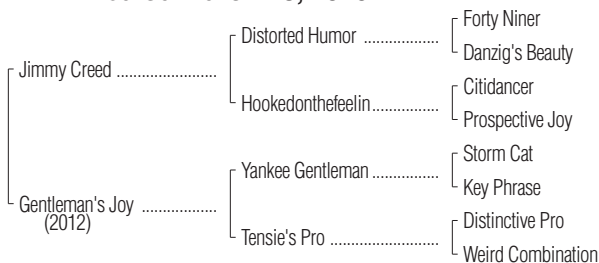 Forty Niner
Distorted Humor ..................
Danzig's Beauty
Jimmy Creed ........................
Citidancer
Hookedonthefeelin................
Prospective Joy
Storm Cat
Yankee Gentleman ................
Key Phrase
Gentleman's Joy ..................
(2012)
Distinctive Pro
Tensie's Pro ..........................
Weird Combination